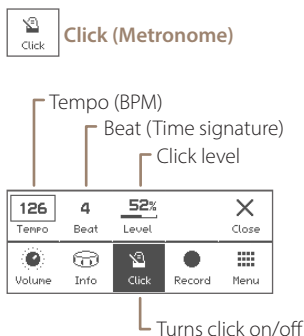 Click
Click (Metronome)
Tempo (BPM)
Beat (Time signature)
Click level
126 4 52%
Tempo Beat Level Close
Volume Info Click Record Menu
Turns click on/off